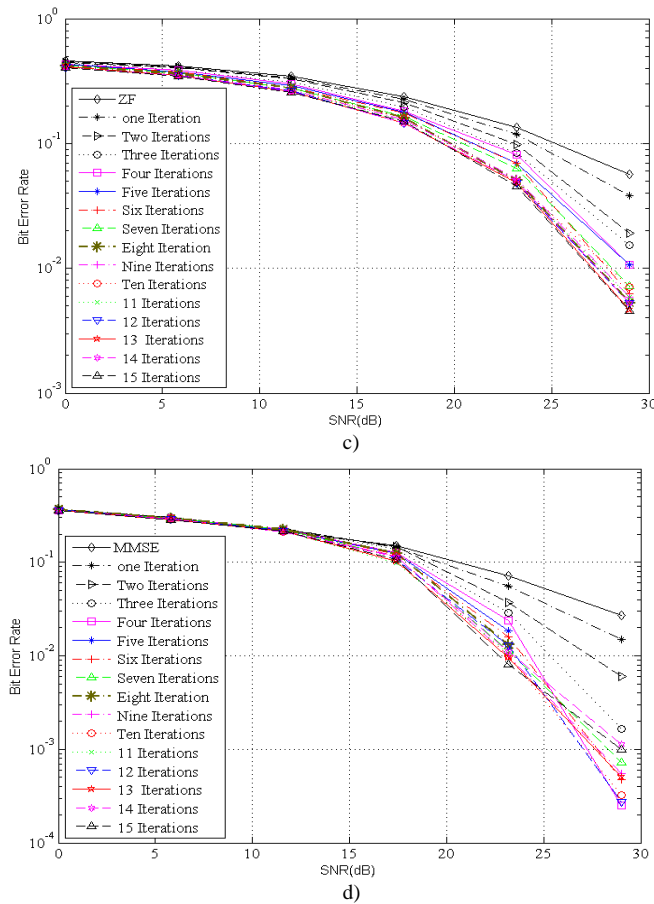 10^0
10^-1
10^-2
10^-3
Bit Error Rate
ZF
one Iteration
Two Iterations
Three Iterations
Four Iterations
Five Iterations
Six Iterations
Seven Iterations
Eight Iteration
Nine Iterations
Ten Iterations
11 Iterations
12 Iterations
13 Iterations
14 Iterations
15 Iterations
0 5 10 15 20 25 30
SNR(dB)
c)
10^0
10^-1
10^-2
10^-3
10^-4
Bit Error Rate
MMSE
one Iteration
Two Iterations
Three Iterations
Four Iterations
Five Iterations
Six Iterations
Seven Iterations
Eight Iteration
Nine Iterations
Ten Iterations
11 Iterations
12 Iterations
13 Iterations
14 Iterations
15 Iterations
0 5 10 15 20 25 30
SNR(dB)
d)